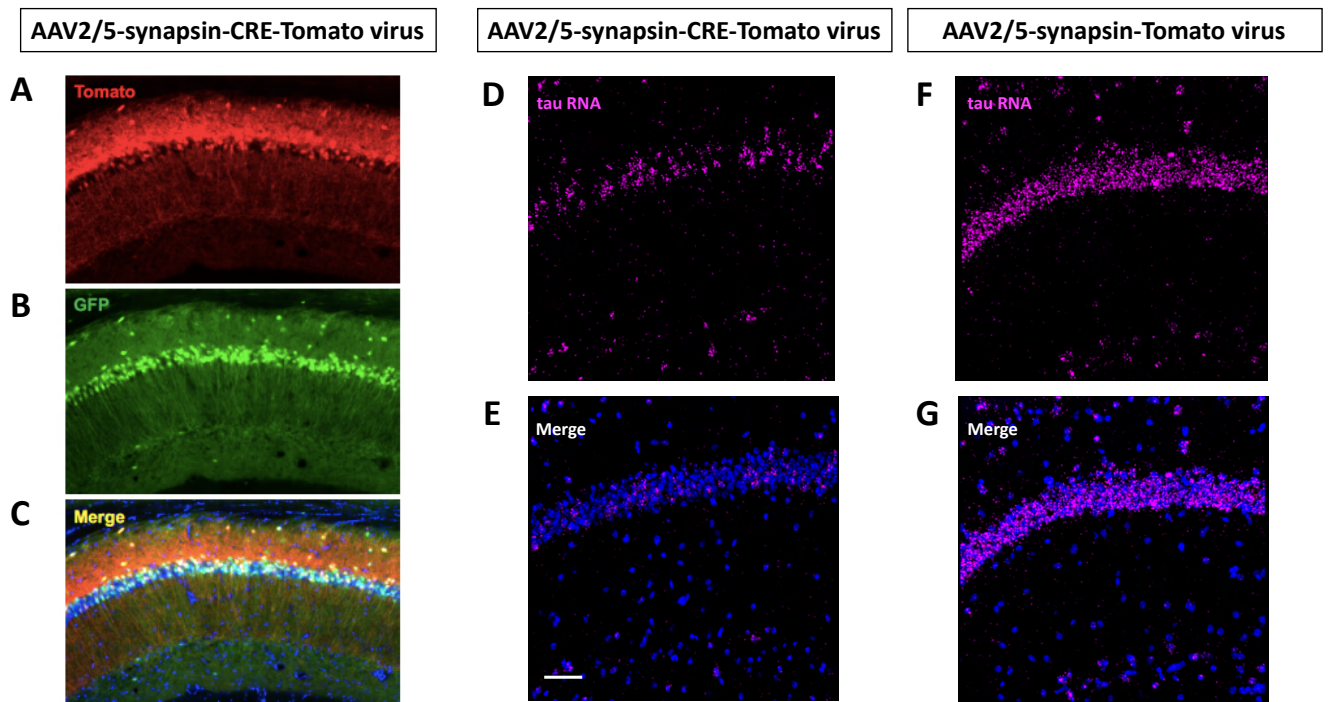 AAV2/5-synapsin-CRE-Tomato virus
AAV2/5-synapsin-CRE-Tomato virus
AAV2/5-synapsin-Tomato virus
A
Tomato
B
GFP
C
Merge
D
tau RNA
E
Merge
F
tau RNA
G
Merge